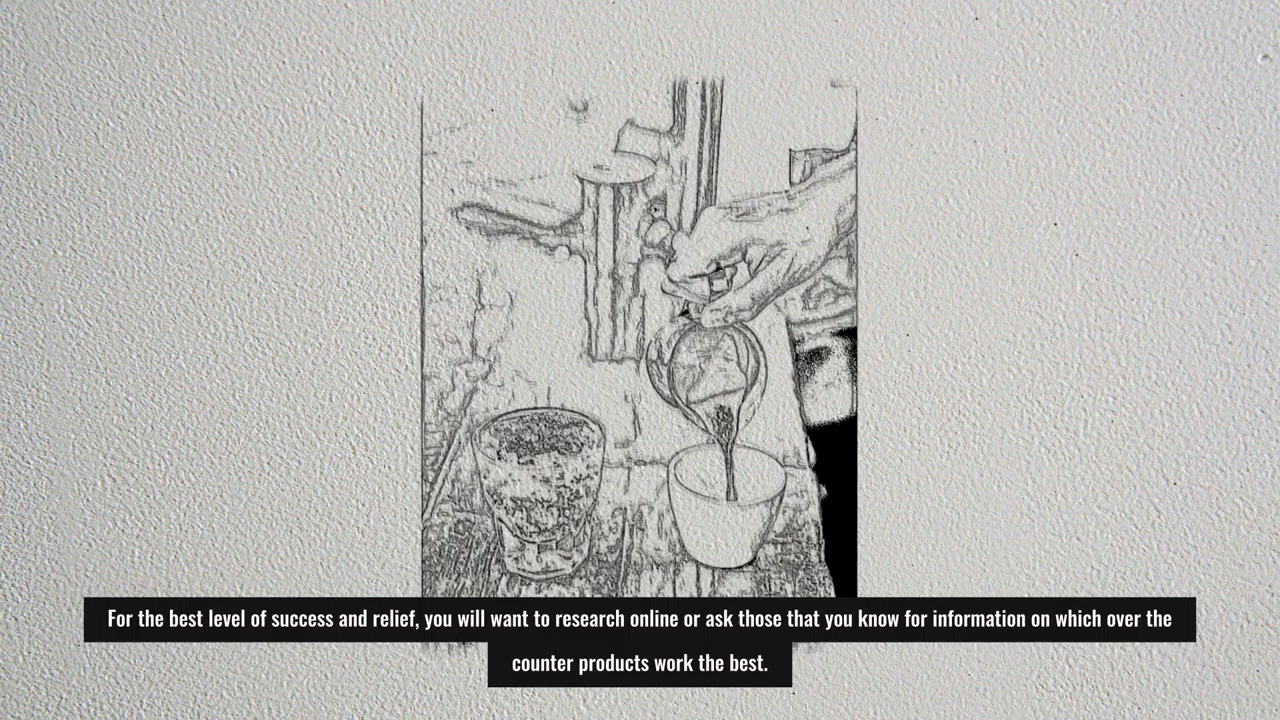 For the best level of success and relief, you will want to research online or ask those that you know for information on which over the
counter products work the best.